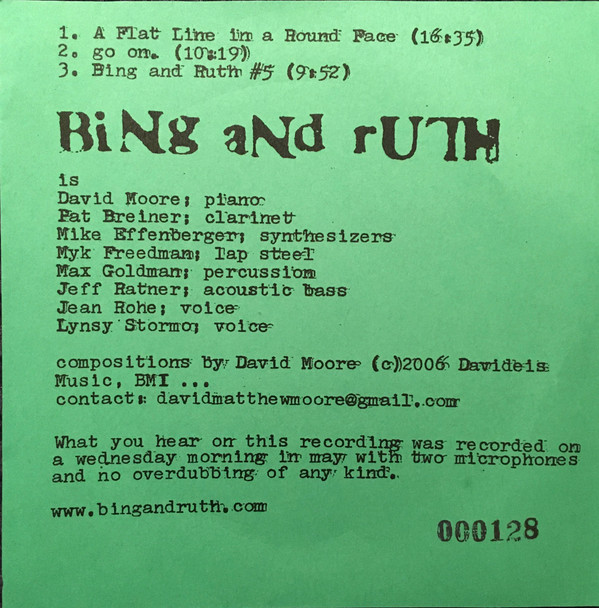 1. A Flat Line in a Round Face (16:35)
2. go on. (10:19)
3. Bing and Ruth #5 (9:52)
BiNg aNd rUTH
is
David Moore; piano
Pat Breiner; clarinet
Mike Effenberger; synthesizers
Myk Freedman; lap steel
Max Goldman; percussion
Jeff Ratner; acoustic bass
Jean Rohe; voice
Lynsy Stormo; voice
compositions by David Moore (c)2006 Davideis
Music, BMI ...
contact: davidmatthewmoore@gmail.com
What you hear on this recording was recorded on
a wednesday morning in may with two microphones
and no overdubbing of any kind.
www.bingandruth.com
000128